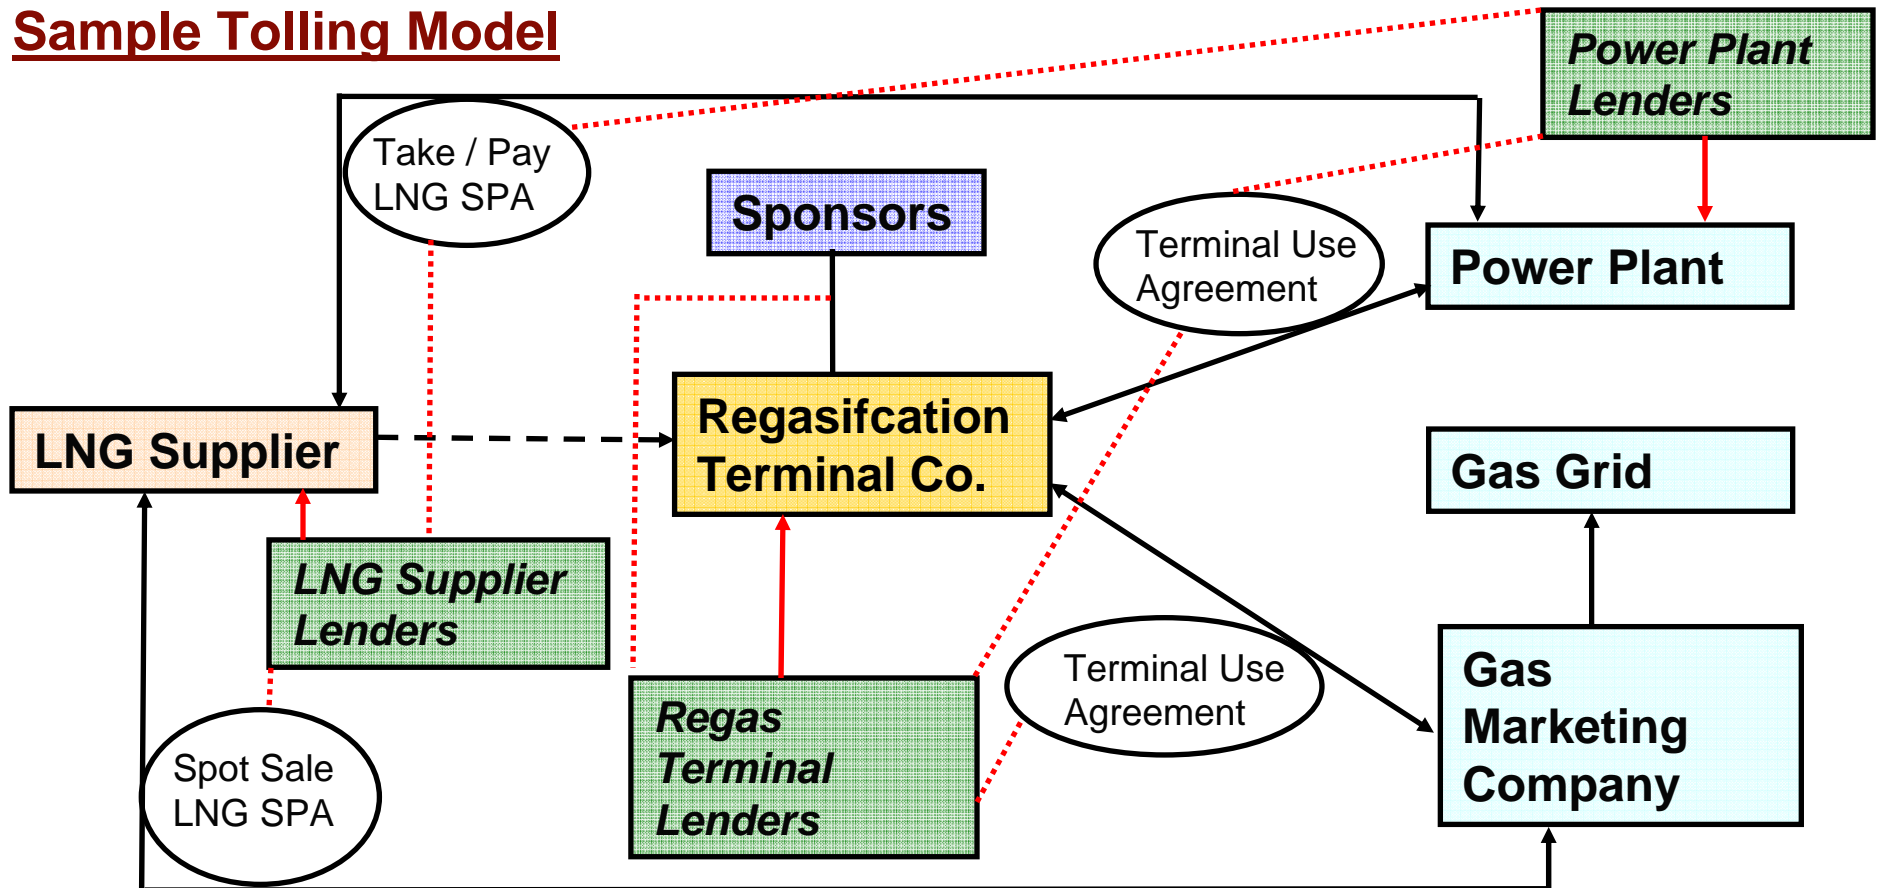 Sample Tolling Model
Power Plant
Lenders
Take / Pay
LNG SPA
Sponsors
Terminal Use
Agreement
Power Plant
LNG Supplier
Regasifcation
Terminal Co.
Gas Grid
LNG Supplier
Lenders
Terminal Use
Agreement
Gas
Marketing
Company
Regas
Terminal
Lenders
Spot Sale
LNG SPA